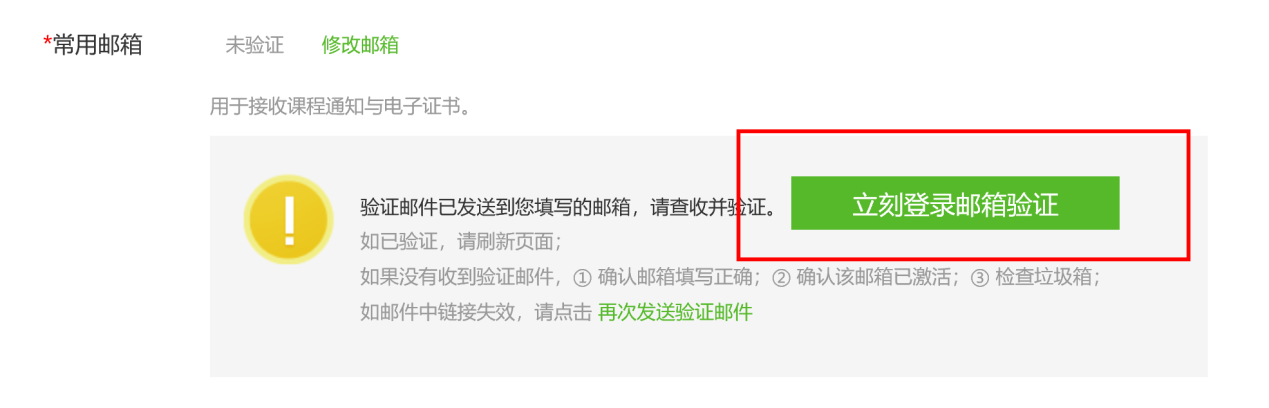 *常用邮箱 未验证 修改邮箱
用于接收课程通知与电子证书。
验证邮件已发送到您填写的邮箱，请查收并验证。 立刻登录邮箱验证
如已验证，请刷新页面；
如果没有收到验证邮件，① 确认邮箱填写正确；② 确认该邮箱已激活；③ 检查垃圾箱；
如邮件中链接失效，请点击 再次发送验证邮件